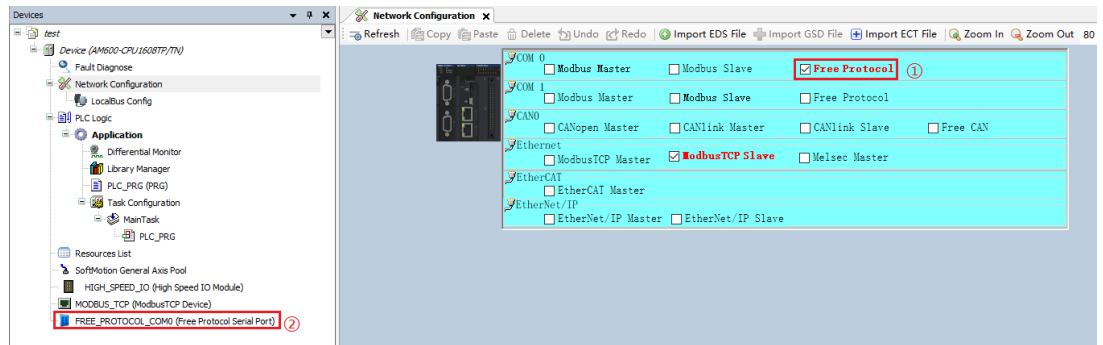 Devices
test
Device (AM600-CPU1608TP/TN)
Fault Diagnose
Network Configuration
LocalBus Config
PLC Logic
Application
Differential Monitor
Library Manager
PLC_PRG (PRG)
Task Configuration
MainTask
PLC_PRG
Resources List
SoftMotion General Axis Pool
HIGH_SPEED_IO (High Speed IO Module)
MODBUS_TCP (ModbusTCP Device)
FREE_PROTOCOL_COM0 (Free Protocol Serial Port) ②
Network Configuration x
Refresh Copy Paste Delete Undo Redo Import EDS File Import GSD File Import ECT File Zoom In Zoom Out 80
COM 0
Modbus Master Modbus Slave Free Protocol ①
COM 1
Modbus Master Modbus Slave Free Protocol
CAN0
CANopen Master CANlink Master CANlink Slave Free CAN
Ethernet
ModbusTCP Master ModbusTCP Slave Melsec Master
EtherCAT
EtherCAT Master
EtherNet/IP
EtherNet/IP Master EtherNet/IP Slave